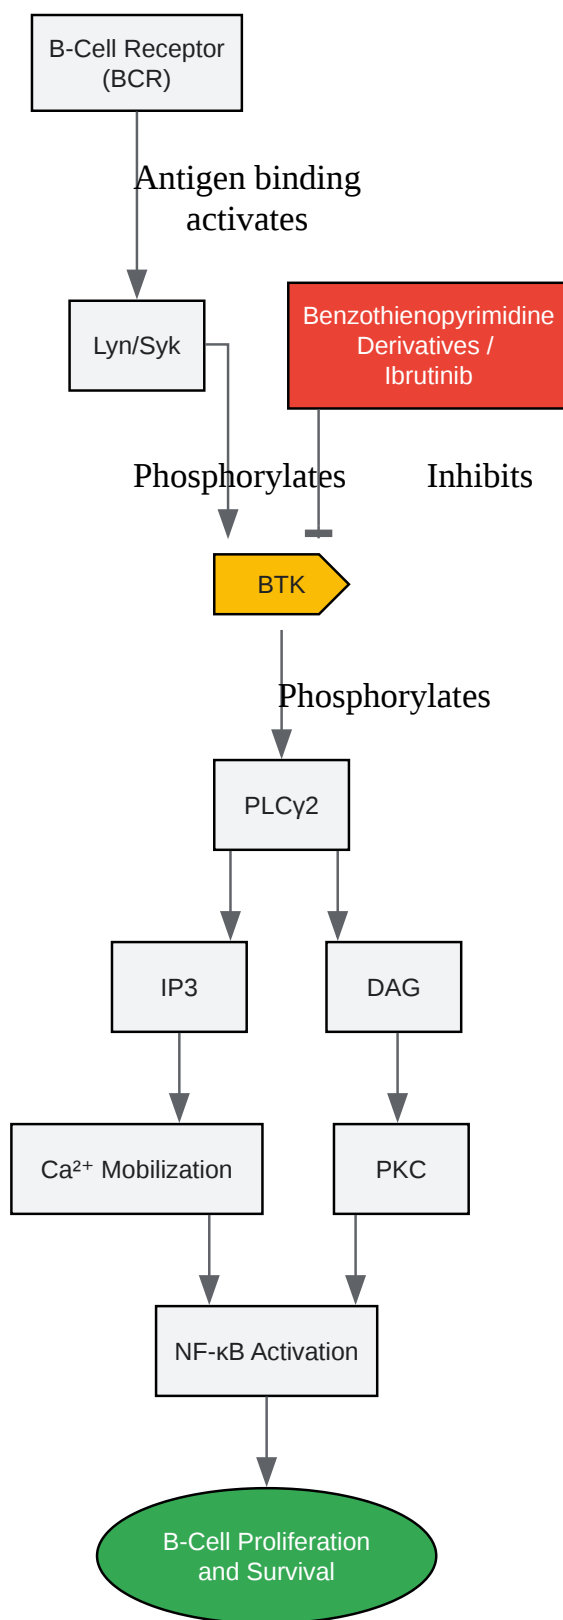 B-Cell Receptor
(BCR)
Antigen binding
activates
Lyn/Syk
Benzothienopyrimidine
Derivatives /
Ibrutinib
Phosphorylates
Inhibits
BTK
Phosphorylates
PLCγ2
IP3
DAG
Ca²⁺ Mobilization
PKC
NF-κB Activation
B-Cell Proliferation
and Survival